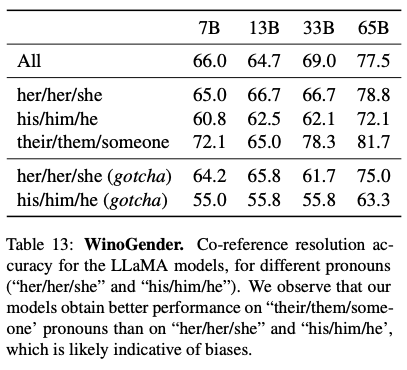 7B 13B 33B 65B
All 66.0 64.7 69.0 77.5
her/her/she 65.0 66.7 66.7 78.8
his/him/he 60.8 62.5 62.1 72.1
their/them/someone 72.1 65.0 78.3 81.7
her/her/she (gotcha) 64.2 65.8 61.7 75.0
his/him/he (gotcha) 55.0 55.8 55.8 63.3
Table 13: WinoGender. Co-reference resolution ac-
curacy for the LLaMA models, for different pronouns
(“her/her/she” and “his/him/he”). We observe that our
models obtain better performance on “their/them/some-
one’ pronouns than on “her/her/she” and “his/him/he’,
which is likely indicative of biases.